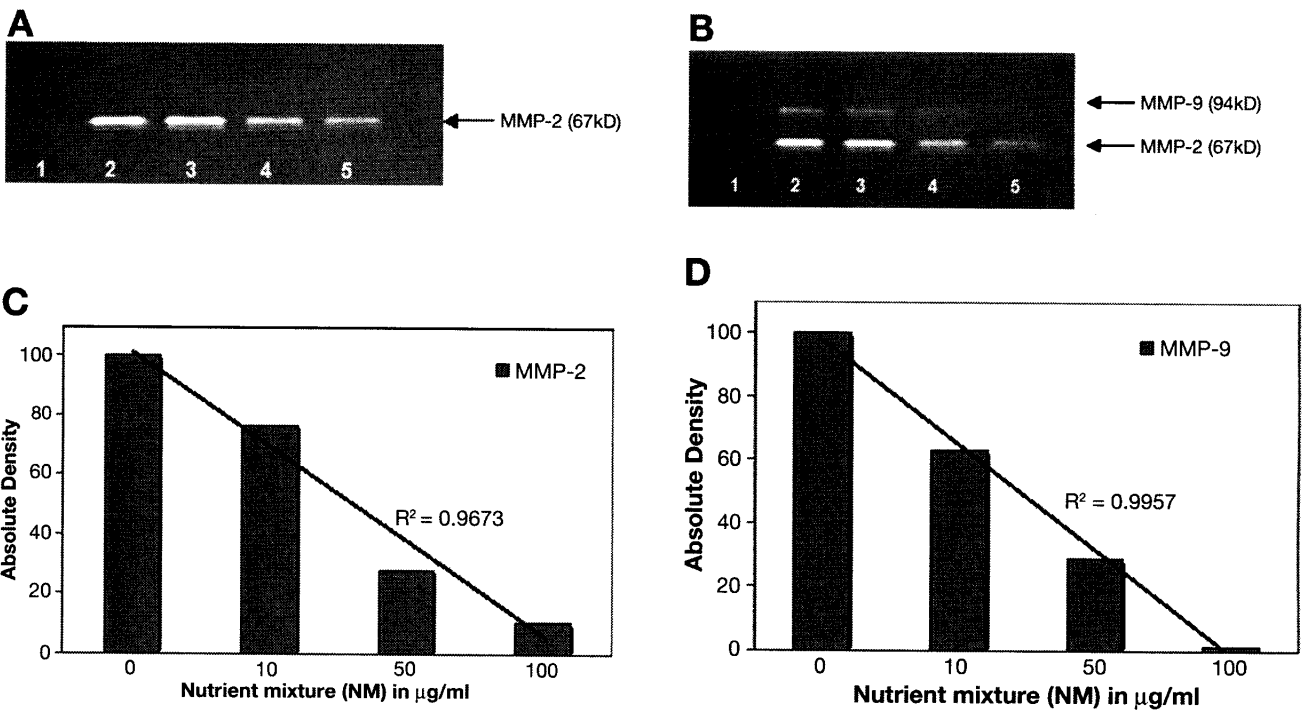 A
MMP-2 (67kD)
1 2 3 4 5
B
MMP-9 (94kD)
MMP-2 (67kD)
1 2 3 4 5
C
100
80
60
40
20
0
Absolute Density
MMP-2
R² = 0.9673
0 10 50 100
Nutrient mixture (NM) in µg/ml
D
100
80
60
40
20
0
Absolute Density
MMP-9
R² = 0.9957
0 10 50 100
Nutrient mixture (NM) in µg/ml